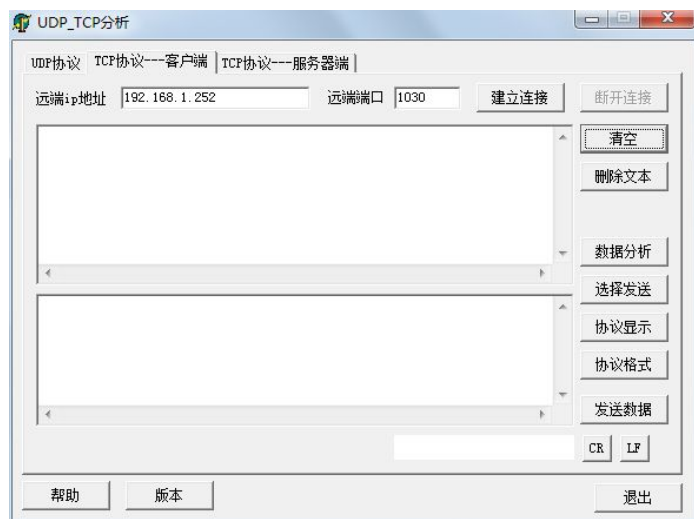 UDP_TCP分析
UDP协议 TCP协议---客户端 TCP协议---服务器端
远端ip地址 192.168.1.252 远端端口 1030 建立连接 断开连接
清空
删除文本
数据分析
选择发送
协议显示
协议格式
发送数据
CR LF
帮助 版本 退出